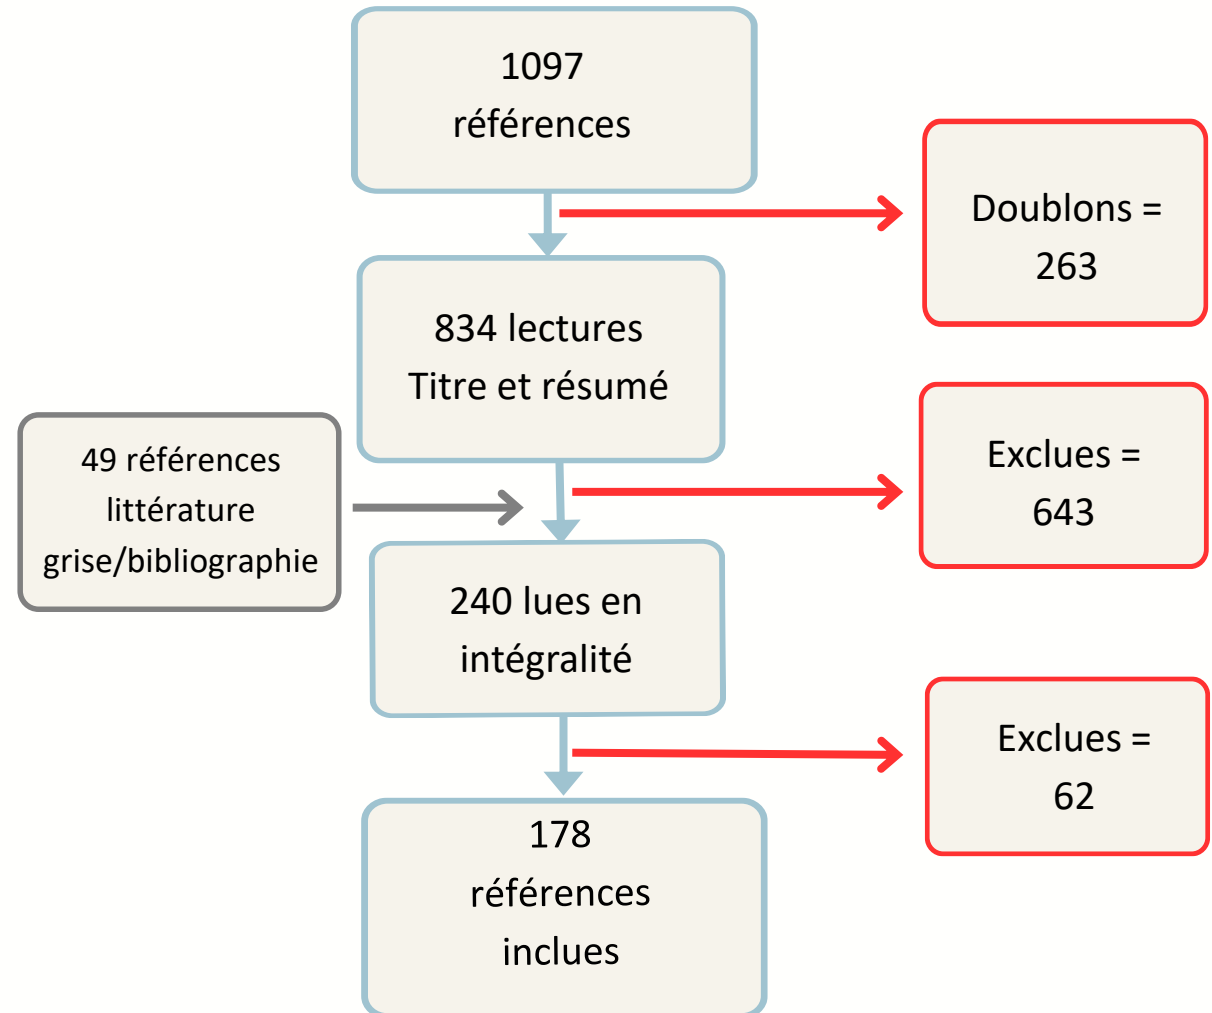 1097
références
Doublons =
263
834 lectures
Titre et résumé
Exclues =
643
49 références
littérature
grise/bibliographie
240 lues en
intégralité
Exclues =
62
178
références
inclues